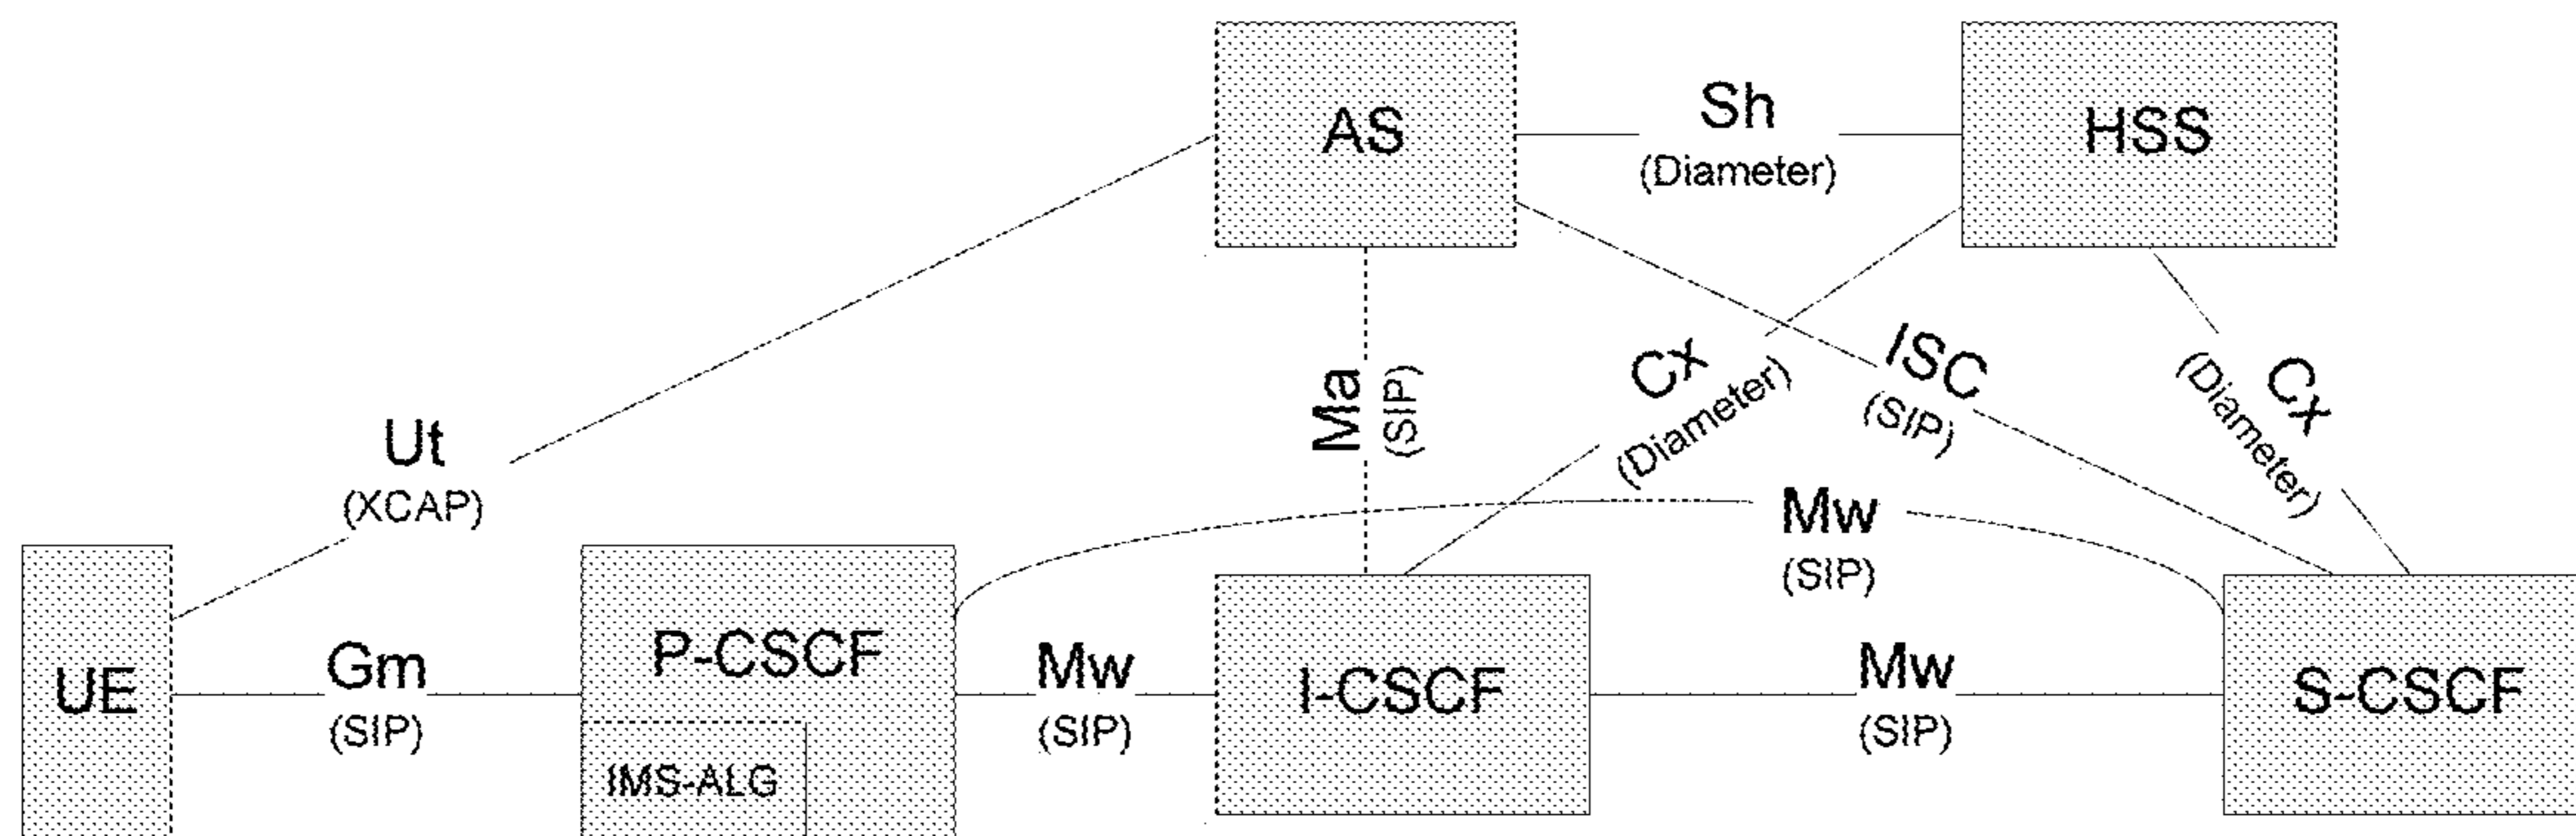 AS
Sh
(Diameter)
HSS
Ut
(XCAP)
Ma
(SIP)
Cx
(Diameter)
ISC
(SIP)
Cx
(Diameter)
Mw
(SIP)
UE
Gm
(SIP)
P-CSCF
IMS-ALG
Mw
(SIP)
I-CSCF
Mw
(SIP)
S-CSCF